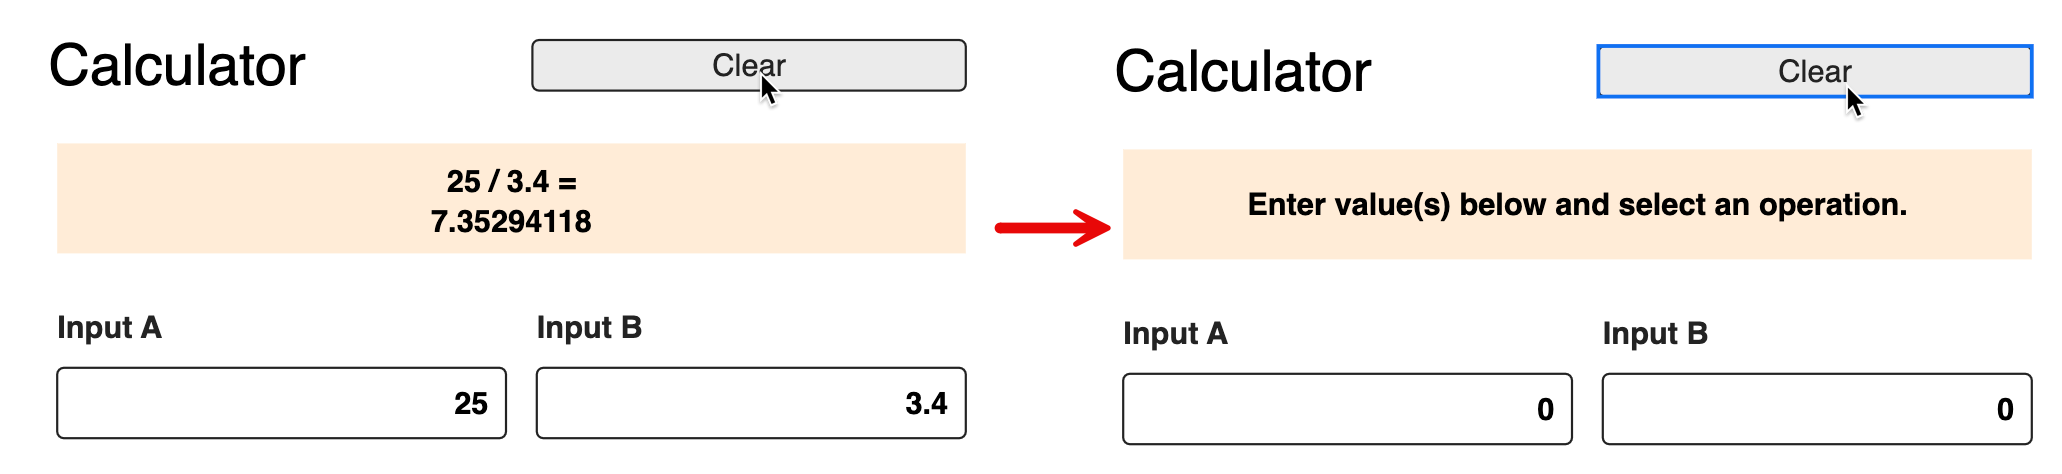 Calculator
Clear
25 / 3.4 =
7.35294118
Input A
Input B
25
3.4
Calculator
Clear
Enter value(s) below and select an operation.
Input A
Input B
0
0